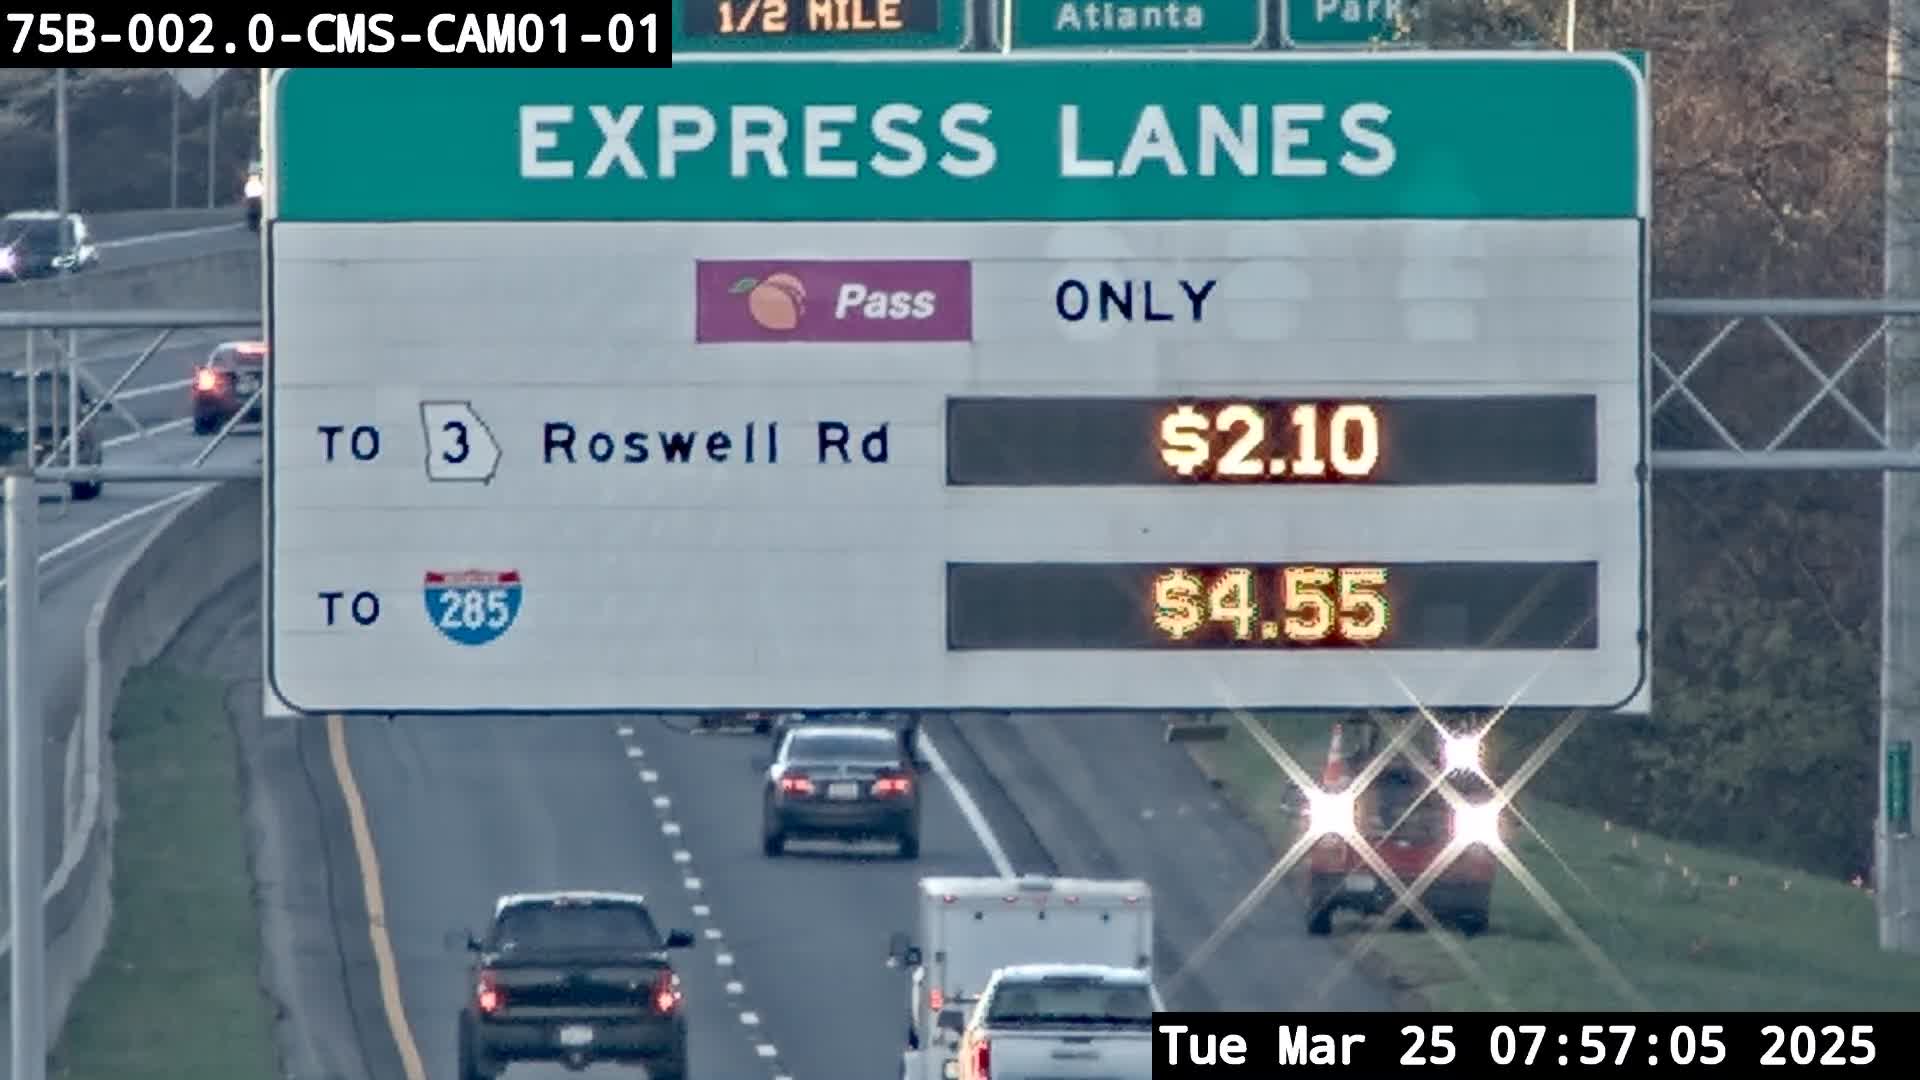 75B-002.0-CMS-CAM01-01
1/2 MILE
Atlanta
Park
EXPRESS LANES
Pass ONLY
TO 3 Roswell Rd $2.10
TO 285 $4.55
Tue Mar 25 07:57:05 2025